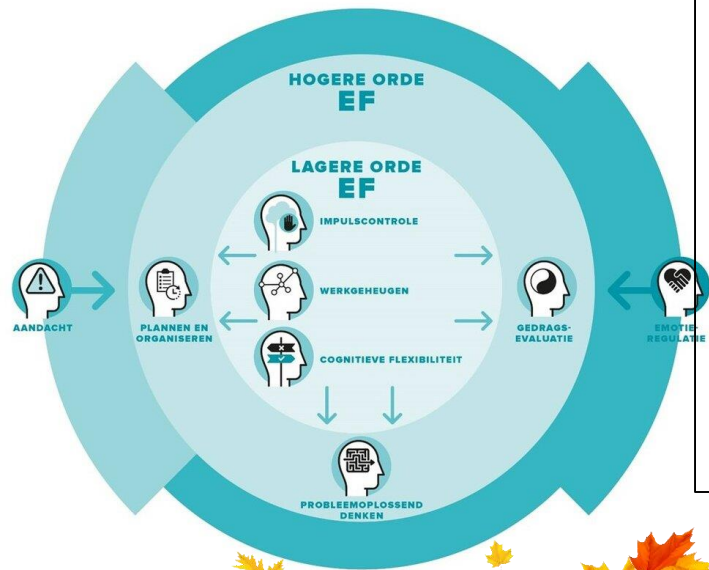 HOGERE ORDE
EF
LAGERE ORDE
EF
IMPULSCONTROLE
WERKGEHEUGEN
COGNITIEVE FLEXIBILITEIT
AANDACHT
PLANNEN EN
ORGANISEREN
GEDRAGS-
EVALUATIE
EMOTIE-
REGULATIE
PROBLEEMOPLOSSEND
DENKEN